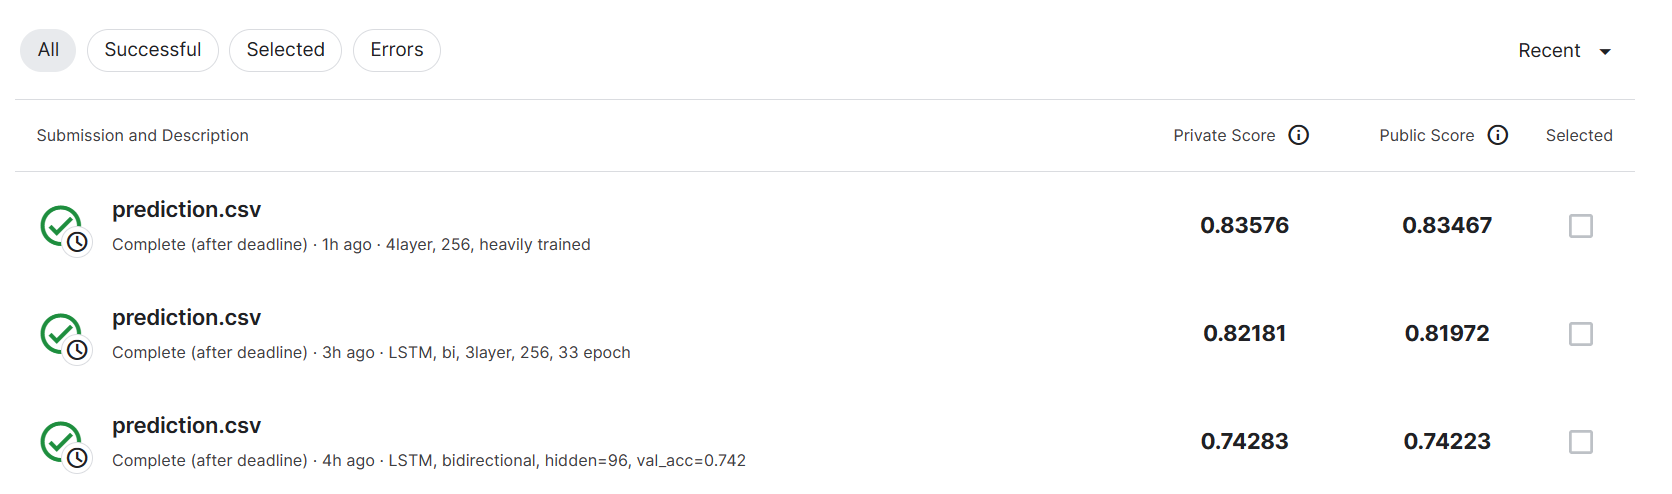 All Successful Selected Errors Recent
Submission and Description Private Score Public Score Selected
prediction.csv 0.83576 0.83467
Complete (after deadline) · 1h ago · 4layer, 256, heavily trained
prediction.csv 0.82181 0.81972
Complete (after deadline) · 3h ago · LSTM, bi, 3layer, 256, 33 epoch
prediction.csv 0.74283 0.74223
Complete (after deadline) · 4h ago · LSTM, bidirectional, hidden=96, val_acc=0.742